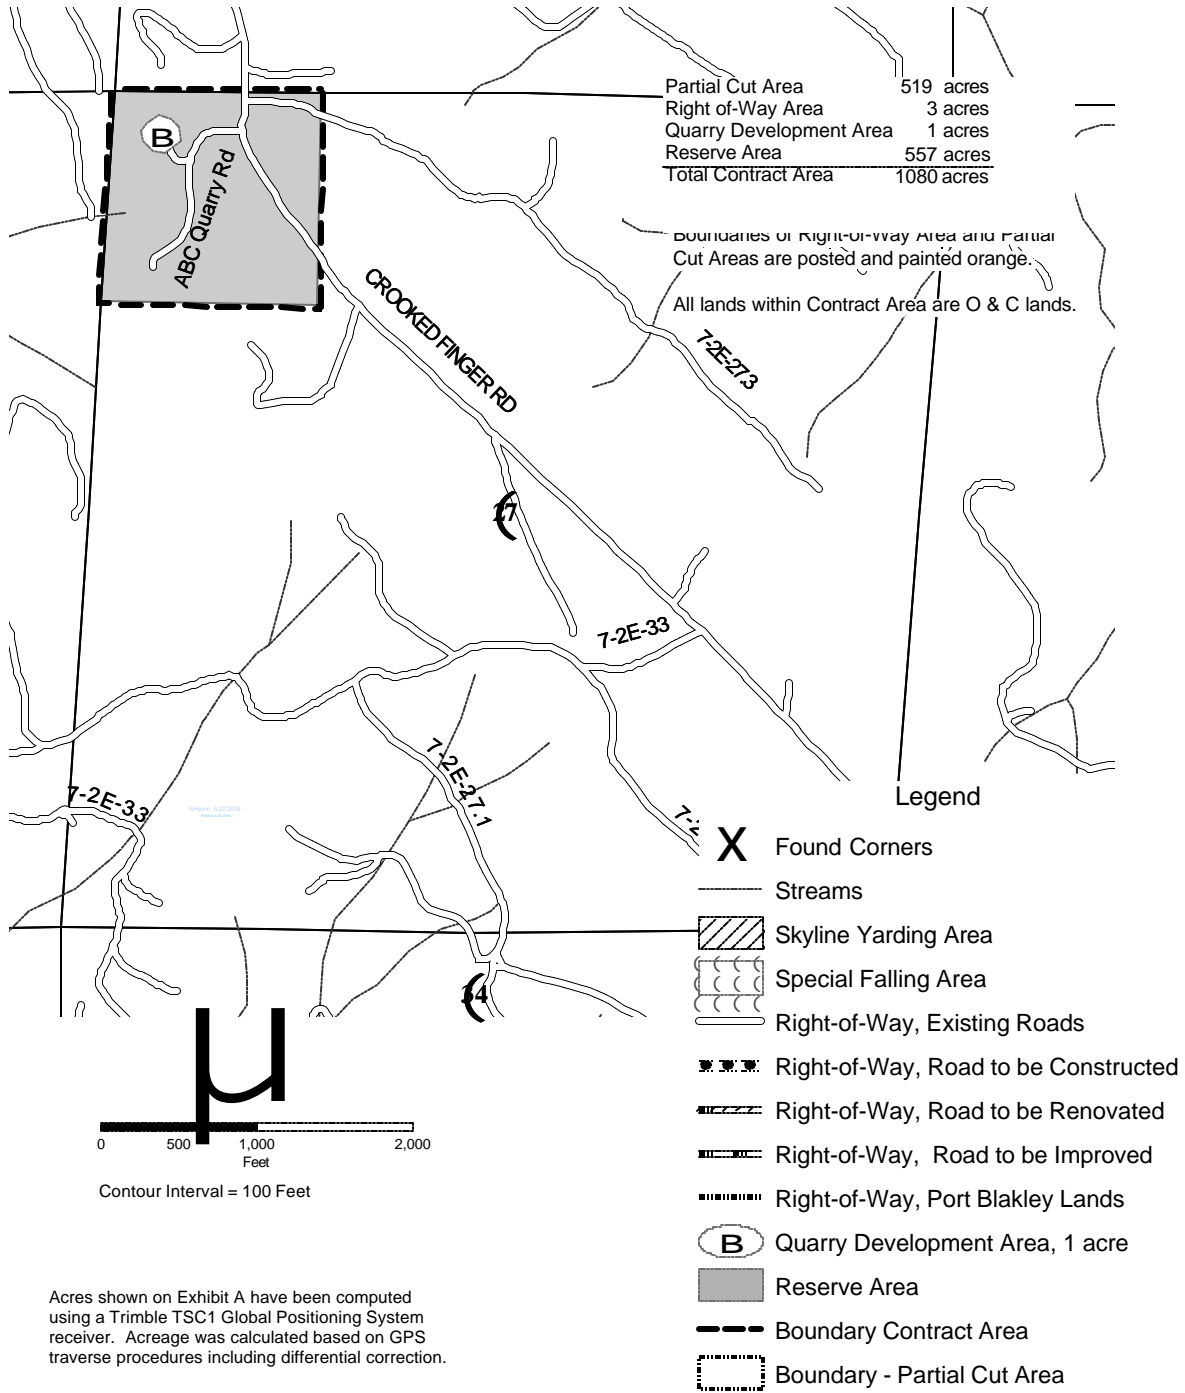 Partial Cut Area 519 acres
Right of-Way Area 3 acres
Quarry Development Area 1 acres
Reserve Area 557 acres
Total Contract Area 1080 acres
Boundaries of Right-of-Way Area and Partial
Cut Areas are posted and painted orange.
All lands within Contract Area are O & C lands.
B
ABC Quarry Rd
CROOKED FINGER RD
7-2E-27.3
27
7-2E-33
7-2E-27.1
7-2E-33
34
Legend
X Found Corners
Streams
Skyline Yarding Area
Special Falling Area
Right-of-Way, Existing Roads
Right-of-Way, Road to be Constructed
Right-of-Way, Road to be Renovated
Right-of-Way, Road to be Improved
Right-of-Way, Port Blakley Lands
B Quarry Development Area, 1 acre
Reserve Area
Boundary Contract Area
Boundary - Partial Cut Area
µ
0 500 1,000 2,000
Feet
Contour Interval = 100 Feet
Acres shown on Exhibit A have been computed
using a Trimble TSC1 Global Positioning System
receiver. Acreage was calculated based on GPS
traverse procedures including differential correction.